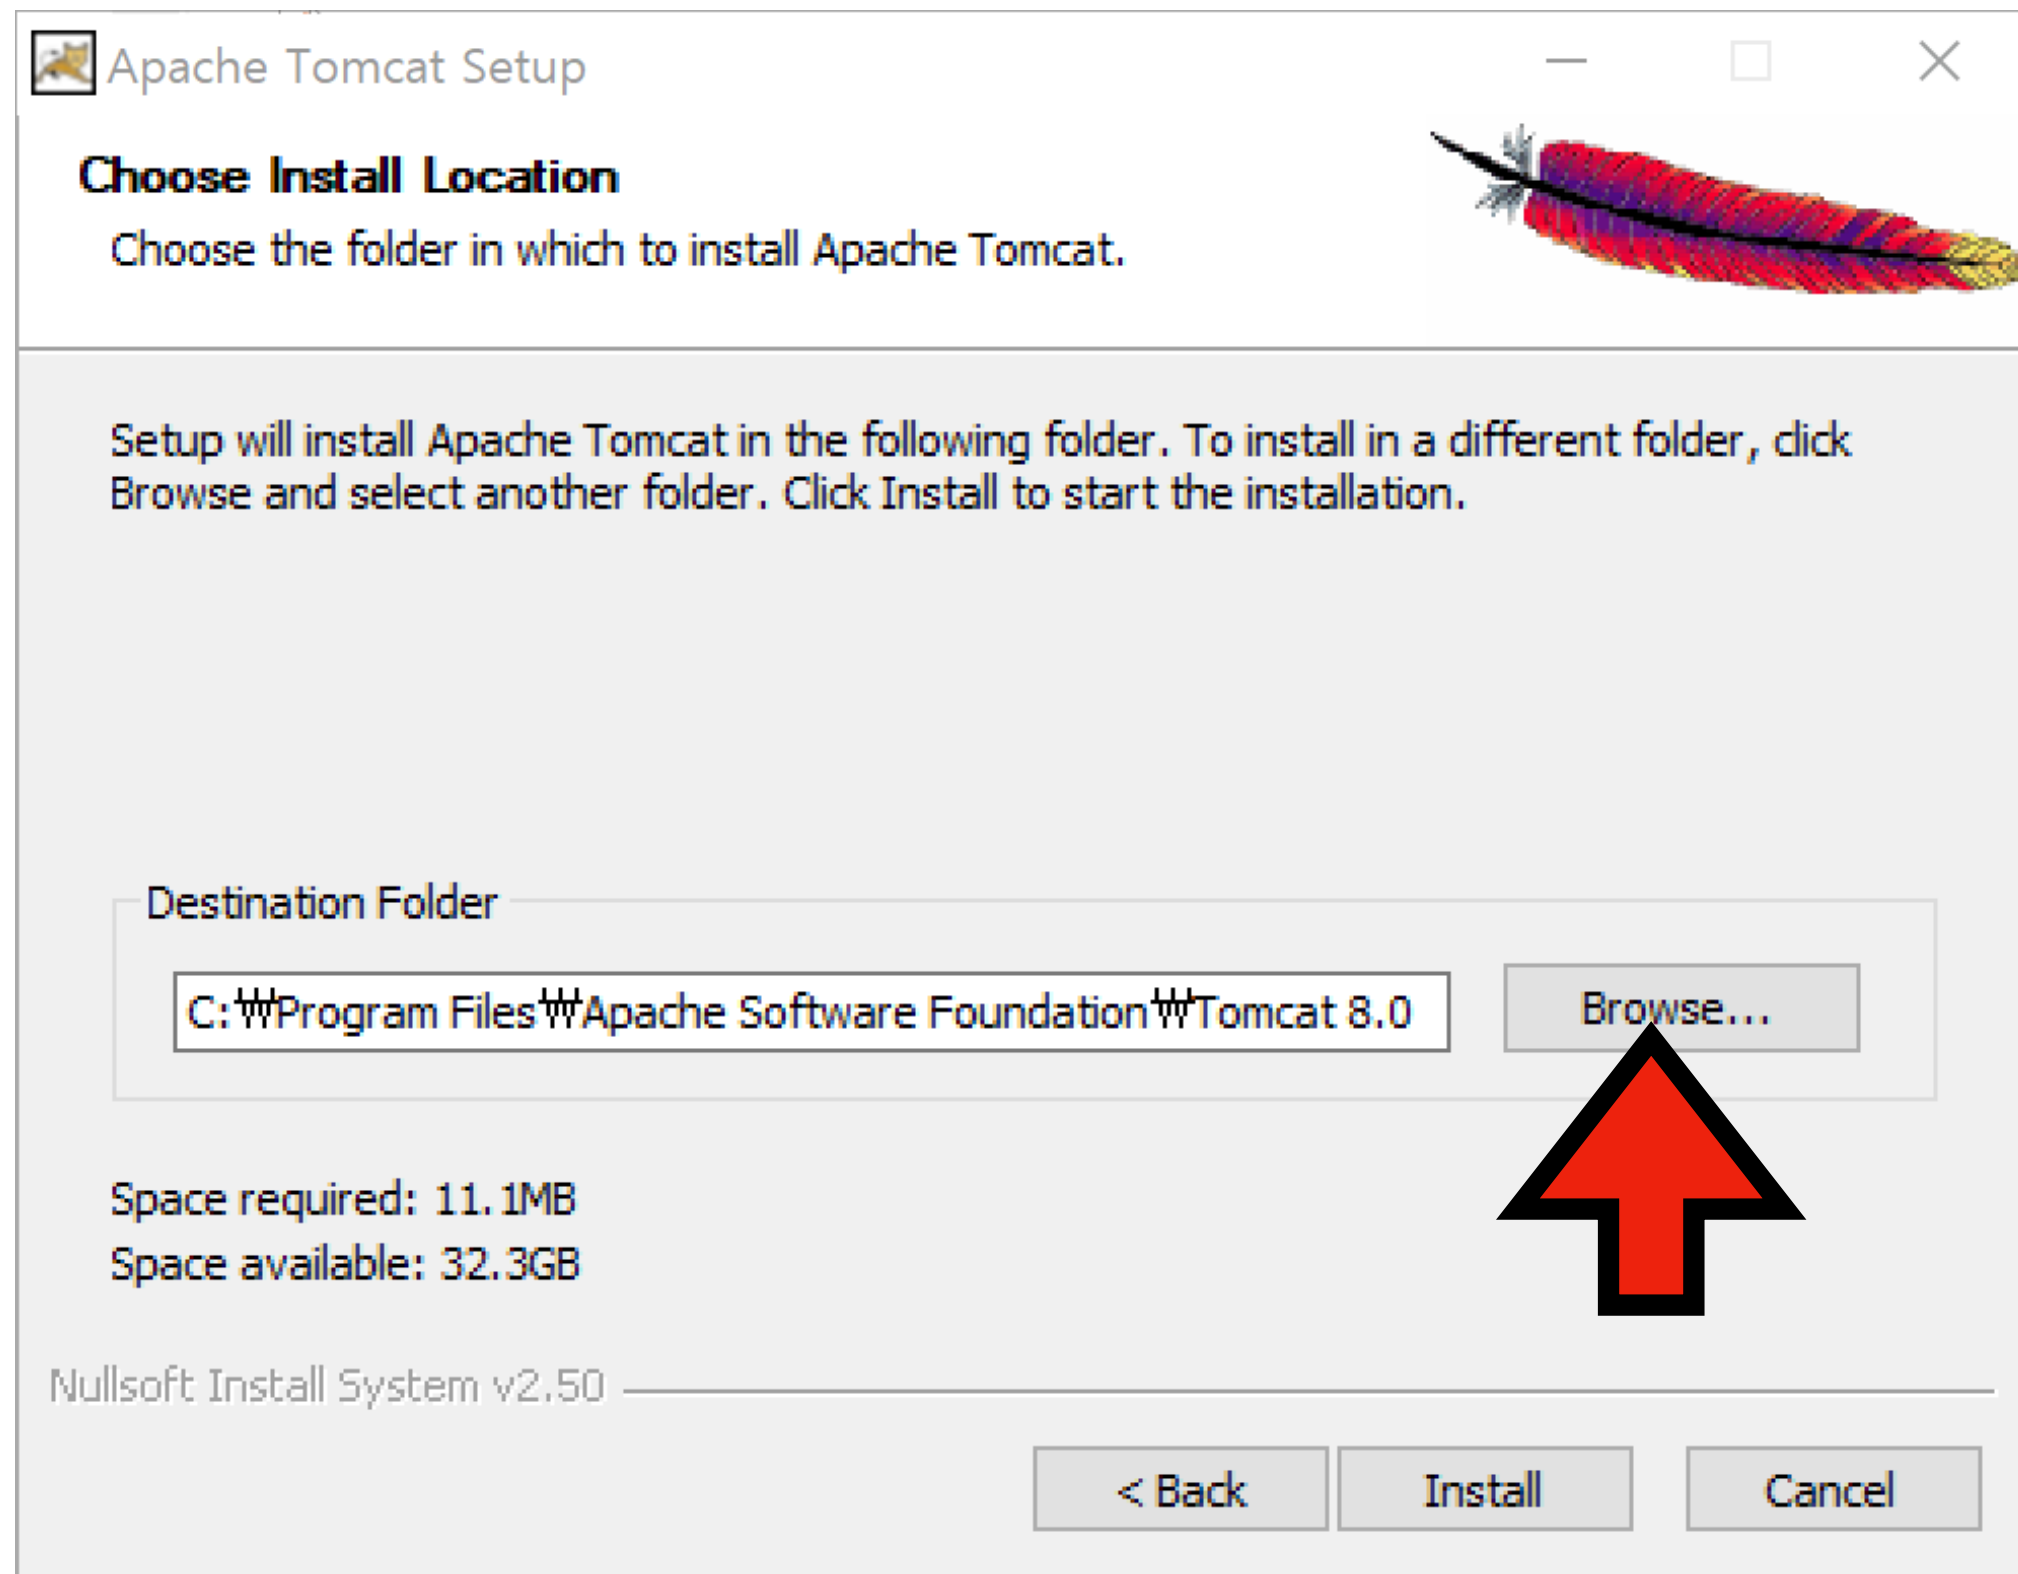 Apache Tomcat Setup
Choose Install Location
Choose the folder in which to install Apache Tomcat.
Setup will install Apache Tomcat in the following folder. To install in a different folder, click
Browse and select another folder. Click Install to start the installation.
Destination Folder
C:₩Program Files₩Apache Software Foundation₩Tomcat 8.0
Browse...
Space required: 11.1MB
Space available: 32.3GB
Nullsoft Install System v2.50
< Back
Install
Cancel